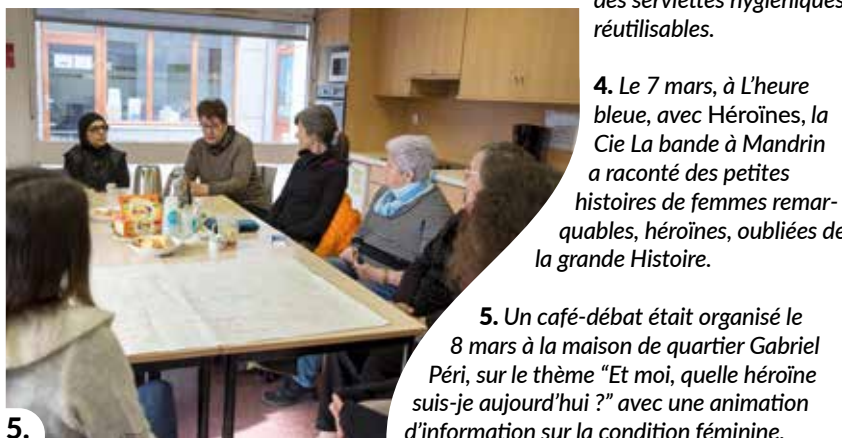 des serviettes hygiéniques
réutilisables.
4. Le 7 mars, à L'heure
bleue, avec Héroïnes, la
Cie La bande à Mandrin
a raconté des petites
histoires de femmes remar-
quables, héroïnes, oubliées de
la grande Histoire.
5. Un café-débat était organisé le
8 mars à la maison de quartier Gabriel
Péri, sur le thème “Et moi, quelle héroïne
suis-je aujourd'hui ?” avec une animation
d'information sur la condition féminine.
5.